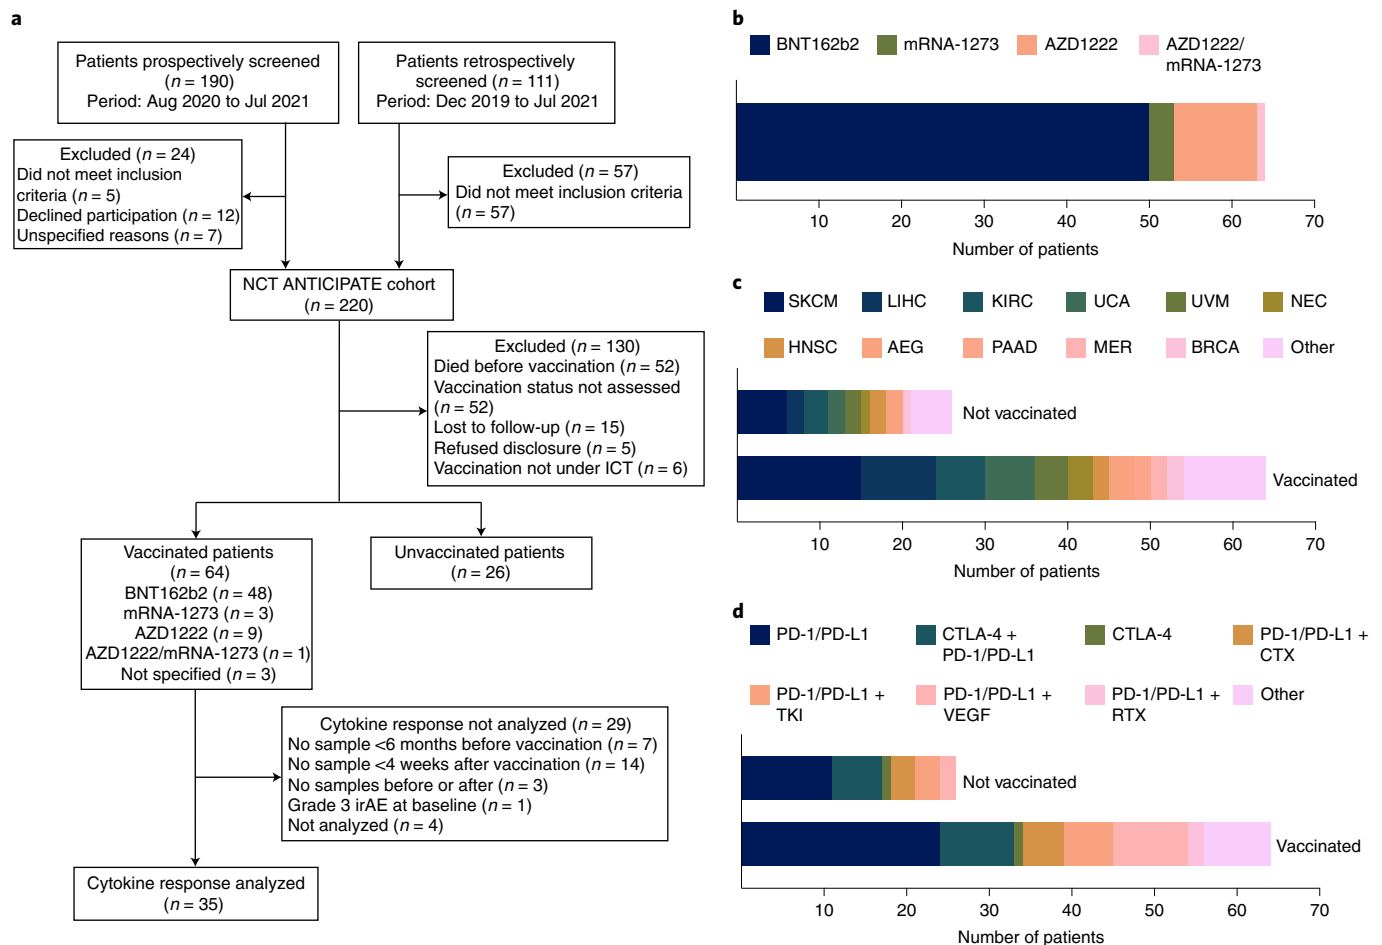 a
Patients prospectively screened
(n = 190)
Period: Aug 2020 to Jul 2021
Patients retrospectively
screened (n = 111)
Period: Dec 2019 to Jul 2021
Excluded (n = 24)
Did not meet inclusion
criteria (n = 5)
Declined participation (n = 12)
Unspecified reasons (n = 7)
Excluded (n = 57)
Did not meet inclusion criteria
(n = 57)
NCT ANTICIPATE cohort
(n = 220)
Excluded (n = 130)
Died before vaccination (n = 52)
Vaccination status not assessed
(n = 52)
Lost to follow-up (n = 15)
Refused disclosure (n = 5)
Vaccination not under ICT (n = 6)
Vaccinated patients
(n = 64)
BNT162b2 (n = 48)
mRNA-1273 (n = 3)
AZD1222 (n = 9)
AZD1222/mRNA-1273 (n = 1)
Not specified (n = 3)
Unvaccinated patients
(n = 26)
Cytokine response not analyzed (n = 29)
No sample <6 months before vaccination (n = 7)
No sample <4 weeks after vaccination (n = 14)
No samples before or after (n = 3)
Grade 3 irAE at baseline (n = 1)
Not analyzed (n = 4)
Cytokine response analyzed
(n = 35)
b
BNT162b2
mRNA-1273
AZD1222
AZD1222/
mRNA-1273
10 20 30 40 50 60 70
Number of patients
c
SKCM LIHC KIRC UCA UVM NEC
HNSC AEG PAAD MER BRCA Other
Not vaccinated
Vaccinated
10 20 30 40 50 60 70
Number of patients
d
PD-1/PD-L1
CTLA-4 +
PD-1/PD-L1
CTLA-4
PD-1/PD-L1 +
CTX
PD-1/PD-L1 +
TKI
PD-1/PD-L1 +
VEGF
PD-1/PD-L1 +
RTX
Other
Not vaccinated
Vaccinated
10 20 30 40 50 60 70
Number of patients